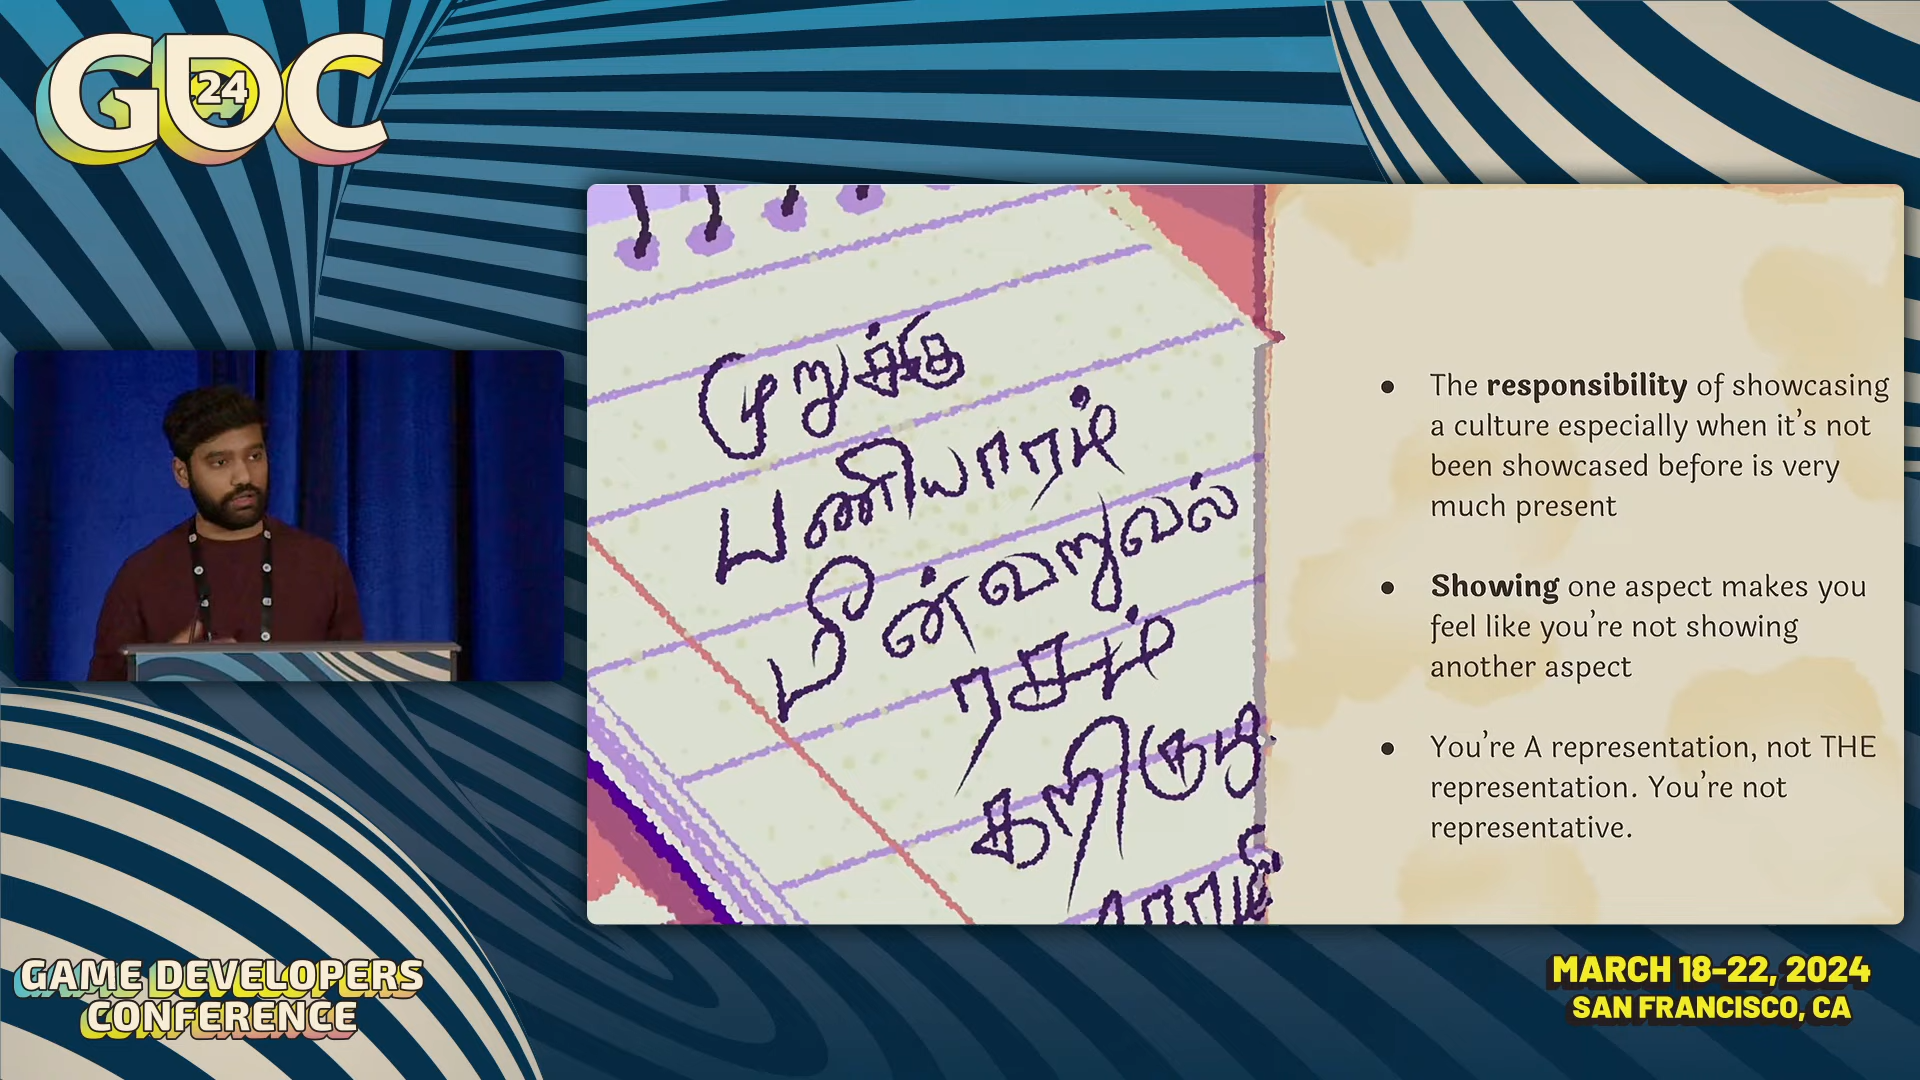 GDC
24
முறுக்கு
பணியாரம்
மீன் வறுவல்
ரசம்
கறி
The responsibility of showcasing
a culture especially when it's not
been showcased before is very
much present
Showing one aspect makes you
feel like you're not showing
another aspect
You're A representation, not THE
representation. You're not
representative.
GAME DEVELOPERS
CONFERENCE
MARCH 18-22, 2024
SAN FRANCISCO, CA